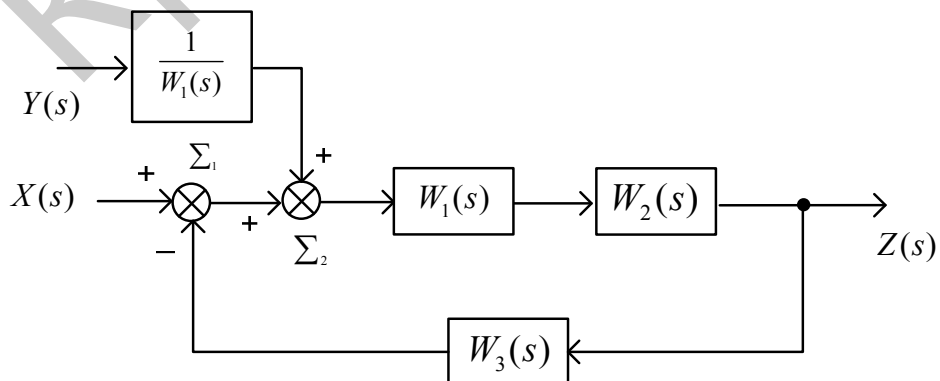 1
W₁(s)
Y(s)
+
Σ₁
+
X(s)
+
−
Σ₂
W₁(s)
W₂(s)
Z(s)
W₃(s)